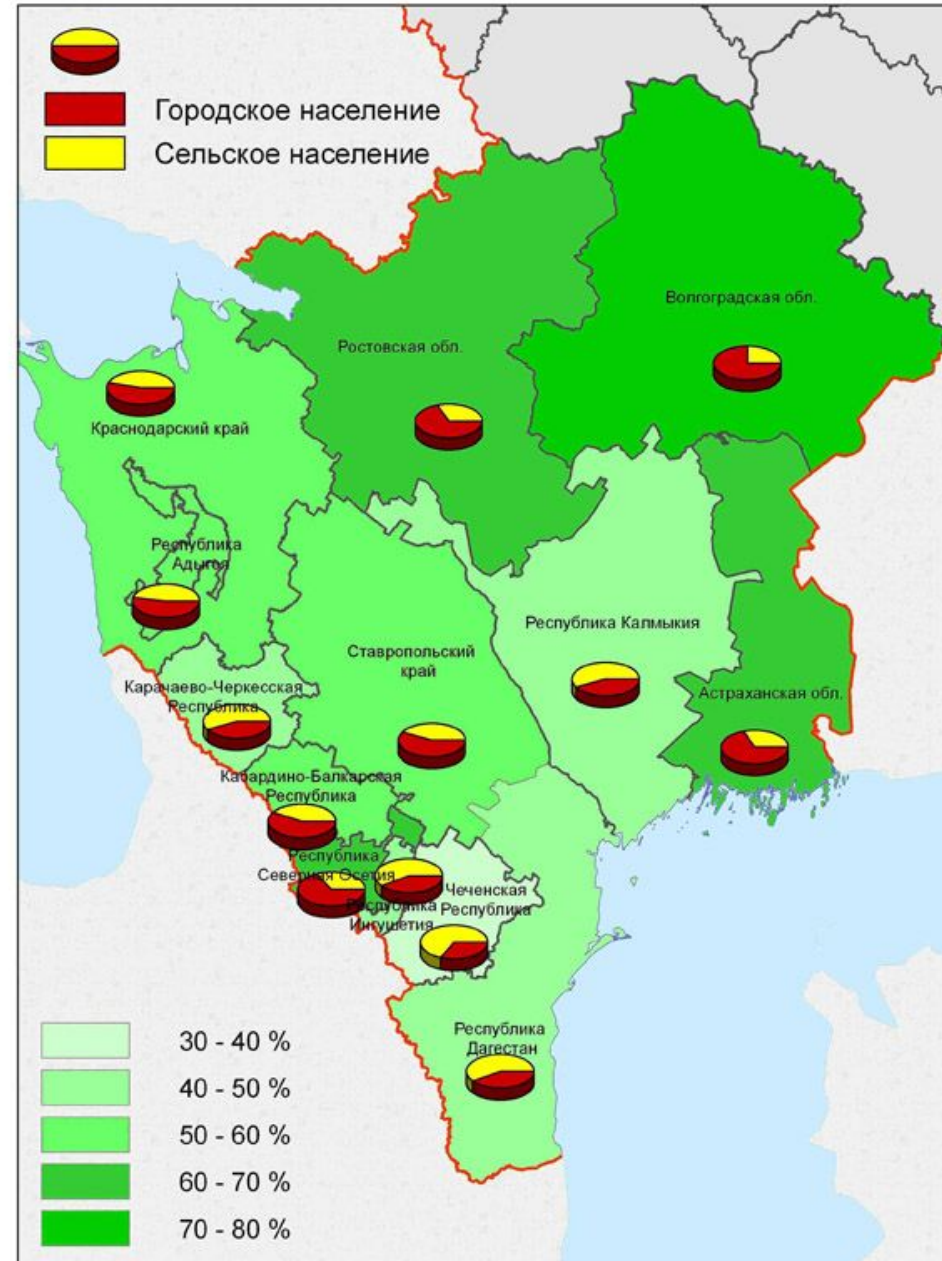 Городское население
Сельское население
Волгоградская обл.
Ростовская обл.
Краснодарский край
Республика
Адыгея
Республика Калмыкия
Ставропольский
край
Астраханская обл.
Карачаево-Черкесская
Республика
Кабардино-Балкарская
Республика
Республика
Северная Осетия
Чеченская
Республика
Республика
Ингушетия
Республика
Дагестан
30 - 40 %
40 - 50 %
50 - 60 %
60 - 70 %
70 - 80 %